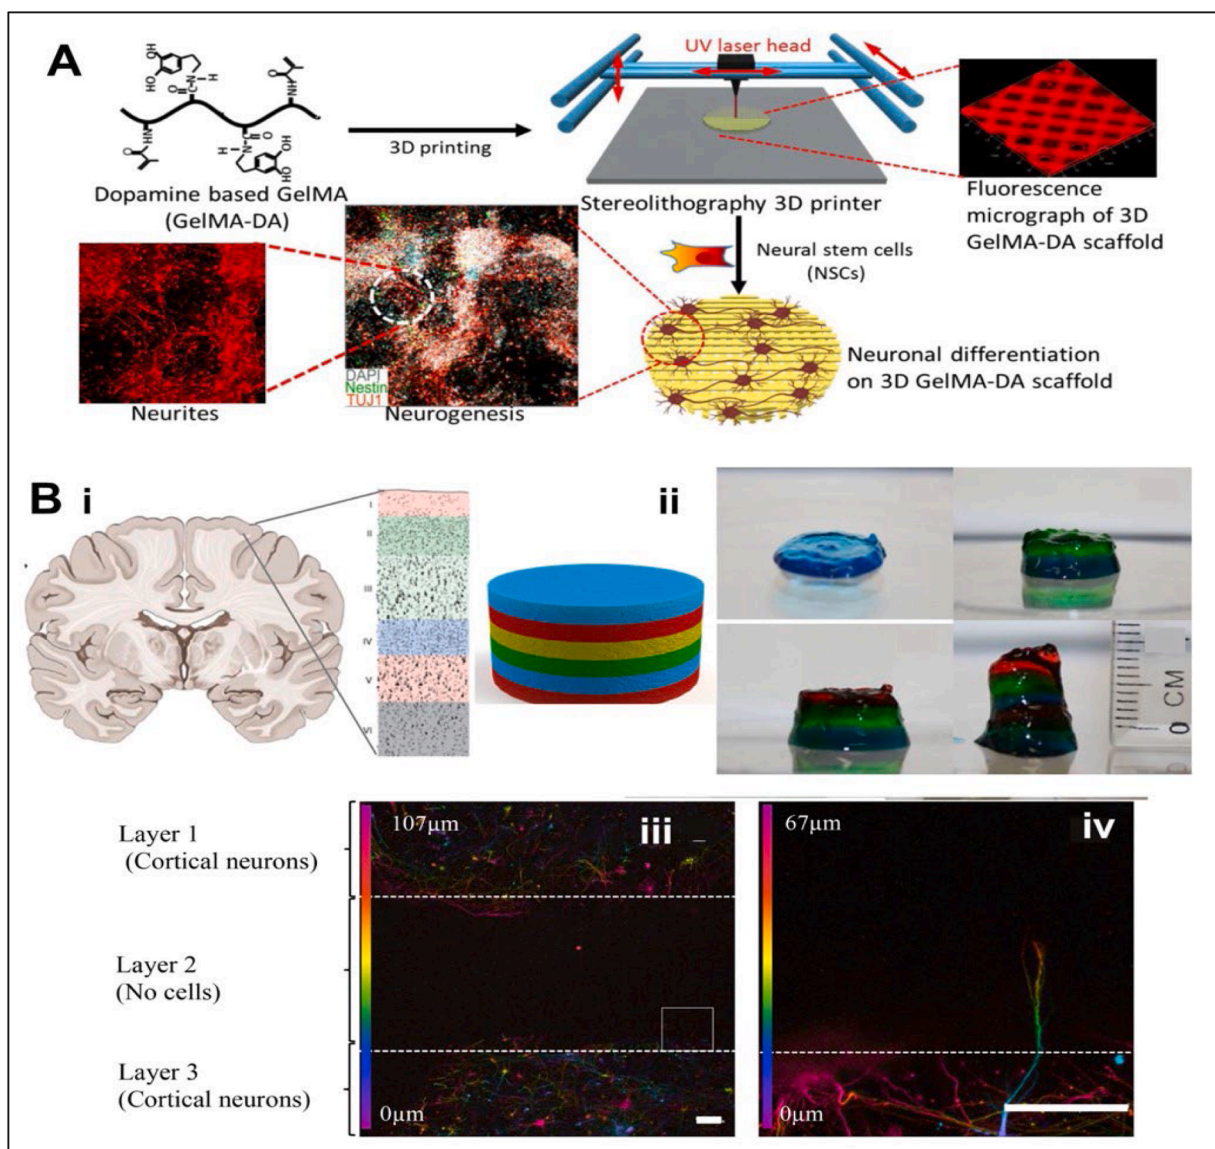 A
UV laser head
3D printing
Dopamine based GelMA
(GelMA-DA)
Stereolithography 3D printer
Fluorescence
micrograph of 3D
GelMA-DA scaffold
Neural stem cells
(NSCs)
DAPI
Nestin
TUJ1
Neurites
Neurogenesis
Neuronal differentiation
on 3D GelMA-DA scaffold
B i
I
II
III
IV
V
VI
ii
0 CM
Layer 1
(Cortical neurons)
Layer 2
(No cells)
Layer 3
(Cortical neurons)
107µm
iii
0µm
67µm
iv
0µm